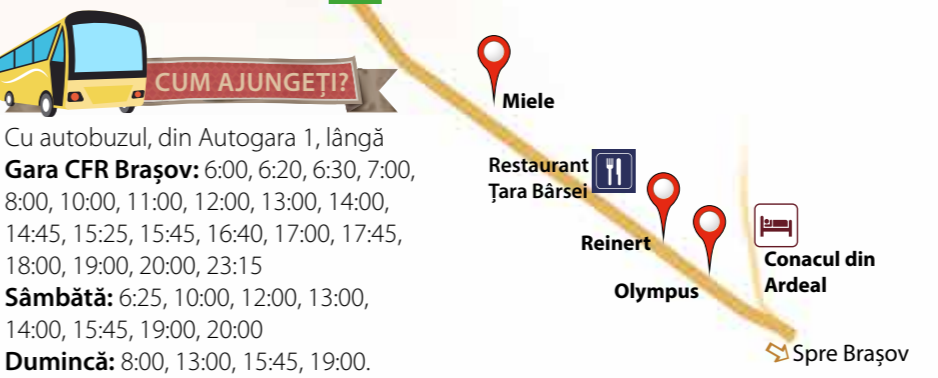 CUM AJUNGEȚI?
Cu autobuzul, din Autogara 1, lângă
Gara CFR Brașov: 6:00, 6:20, 6:30, 7:00,
8:00, 10:00, 11:00, 12:00, 13:00, 14:00,
14:45, 15:25, 15:45, 16:40, 17:00, 17:45,
18:00, 19:00, 20:00, 23:15
Sâmbătă: 6:25, 10:00, 12:00, 13:00,
14:00, 15:45, 19:00, 20:00
Dumincă: 8:00, 13:00, 15:45, 19:00.
Miele
Restaurant
Țara Bârsei
Reinert
Olympus
Conacul din
Ardeal
Spre Brașov